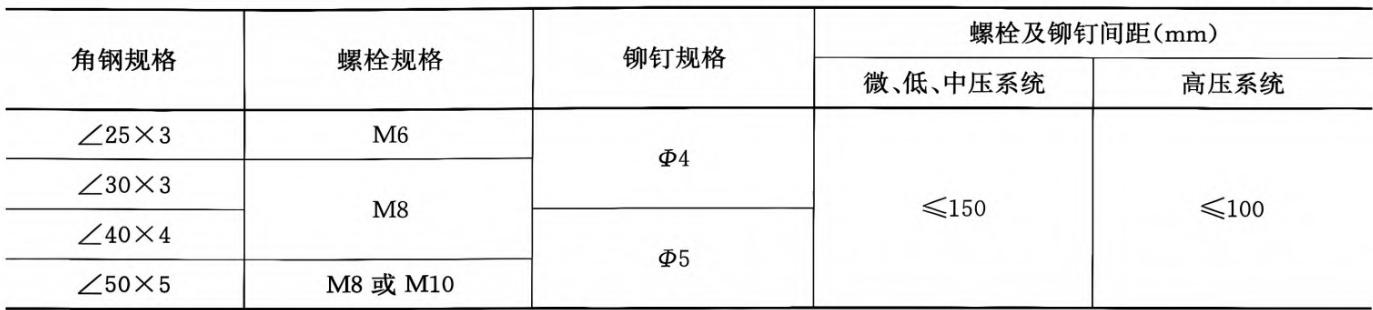 角钢规格 螺栓规格 铆钉规格 螺栓及铆钉间距(mm)
微、低、中压系统 高压系统
∠25×3 M6 Φ4 ≤150 ≤100
∠30×3 M8
∠40×4 Φ5
∠50×5 M8 或 M10